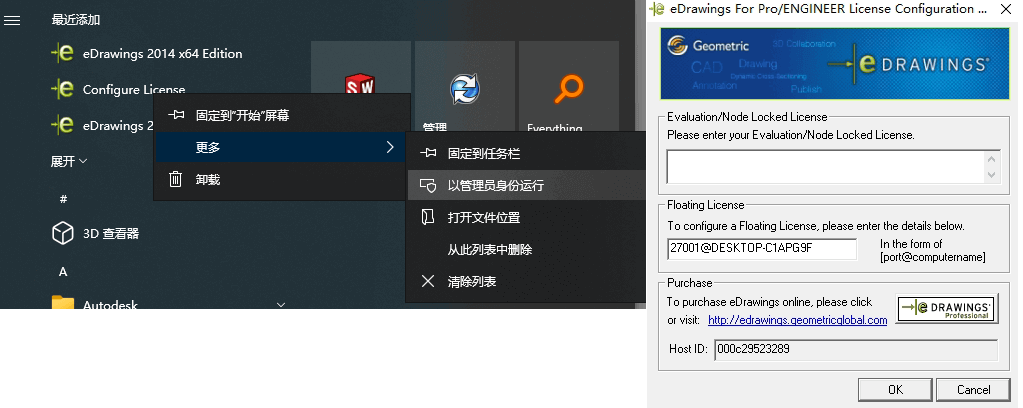 最近添加
eDrawings 2014 x64 Edition
Configure License
eDrawings 2
展开
#
3D 查看器
A
Autodesk
固定到"开始"屏幕
更多
卸载
SW
管理
Everything
固定到任务栏
以管理员身份运行
打开文件位置
从此列表中删除
清除列表
eDrawings For Pro/ENGINEER License Configuration ...
Geometric
3D Collaboration
CAD
Drawing
Dynamic Cross-Sectioning
Annotation
Publish
eDRAWINGS®
Evaluation/Node Locked License
Please enter your Evaluation/Node Locked License.
Floating License
To configure a Floating License, please enter the details below.
27001@DESKTOP-C1APG9F
In the form of
[port@computername]
Purchase
To purchase eDrawings online, please click
or visit: http://edrawings.geometricglobal.com
eDRAWINGS®
Professional
Host ID: 000c29523289
OK
Cancel